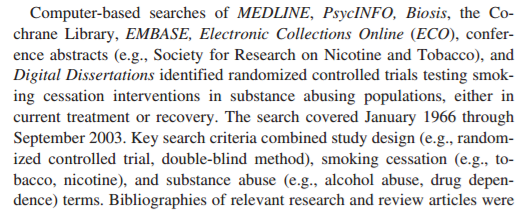 Computer-based searches of MEDLINE, PsycINFO, Biosis, the Co-
chrane Library, EMBASE, Electronic Collections Online (ECO), confer-
ence abstracts (e.g., Society for Research on Nicotine and Tobacco), and
Digital Dissertations identified randomized controlled trials testing smok-
ing cessation interventions in substance abusing populations, either in
current treatment or recovery. The search covered January 1966 through
September 2003. Key search criteria combined study design (e.g., random-
ized controlled trial, double-blind method), smoking cessation (e.g., to-
bacco, nicotine), and substance abuse (e.g., alcohol abuse, drug depen-
dence) terms. Bibliographies of relevant research and review articles were